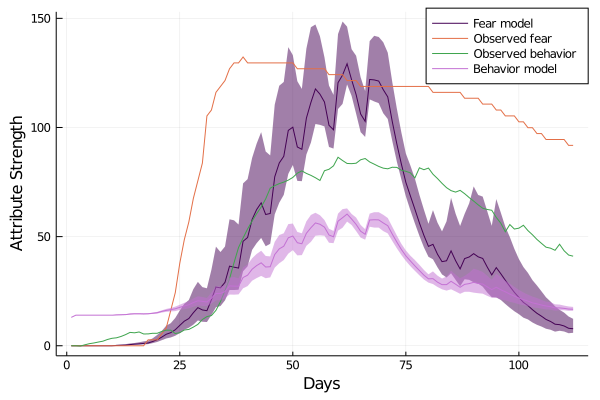 150
100
50
0
Attribute Strength
0
25
50
75
100
Days
Fear model
Observed fear
Observed behavior
Behavior model